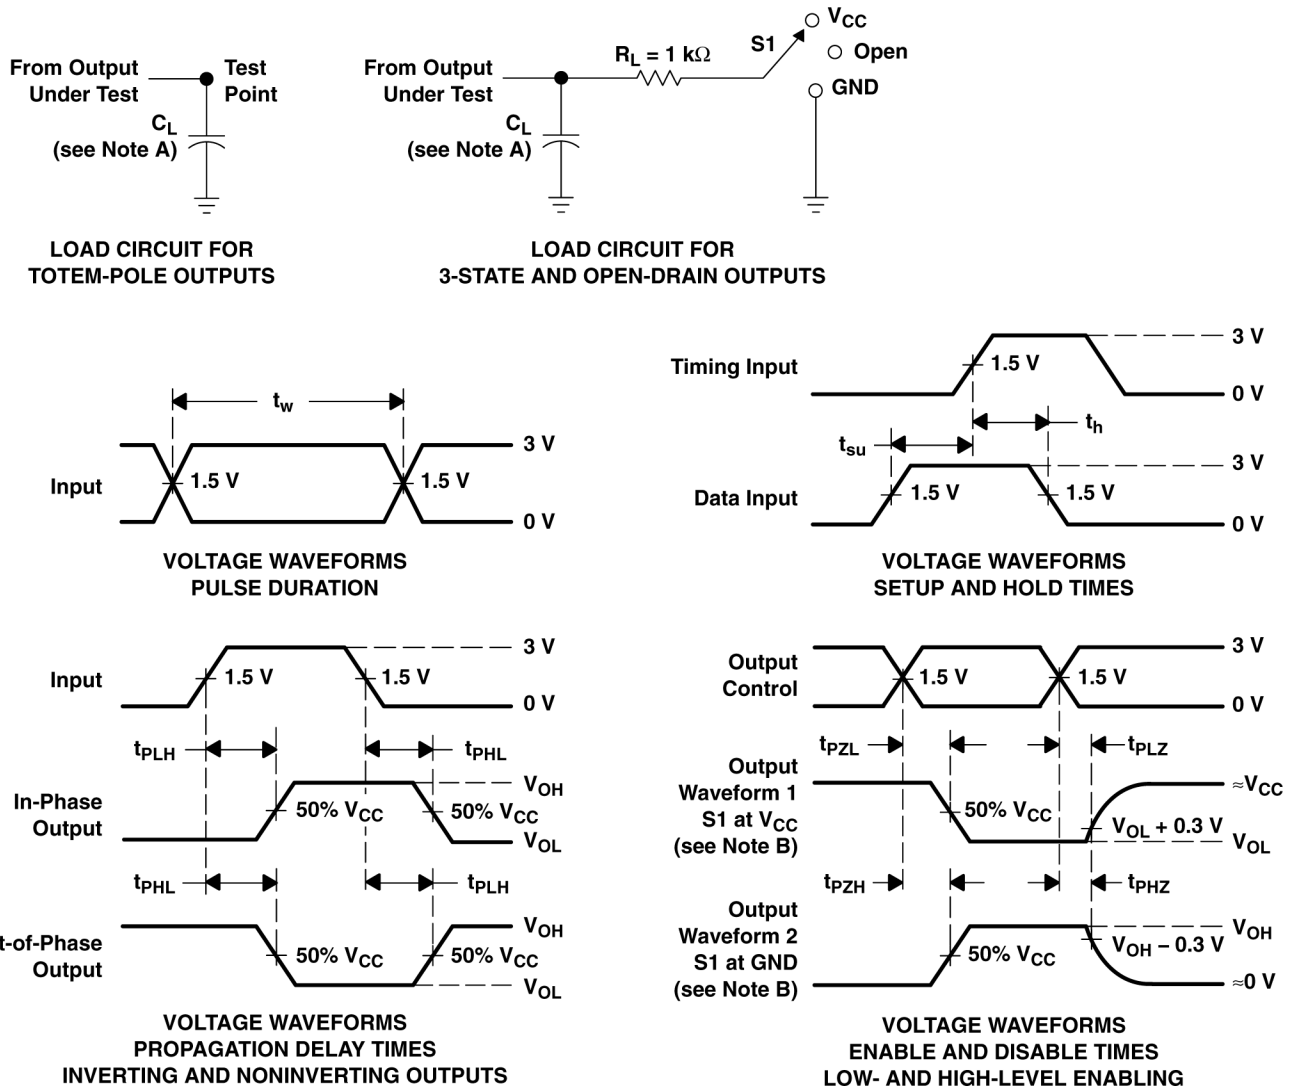 From Output
Under Test
Test
Point
CL
(see Note A)
LOAD CIRCUIT FOR
TOTEM-POLE OUTPUTS
From Output
Under Test
RL = 1 kΩ
S1
VCC
Open
GND
CL
(see Note A)
LOAD CIRCUIT FOR
3-STATE AND OPEN-DRAIN OUTPUTS
tw
Input
1.5 V
1.5 V
3 V
0 V
VOLTAGE WAVEFORMS
PULSE DURATION
Timing Input
1.5 V
3 V
0 V
th
tsu
Data Input
1.5 V
1.5 V
3 V
0 V
VOLTAGE WAVEFORMS
SETUP AND HOLD TIMES
Input
1.5 V
1.5 V
3 V
0 V
tPLH
tPHL
In-Phase
Output
50% VCC
50% VCC
VOH
VOL
tPHL
tPLH
t-of-Phase
Output
50% VCC
50% VCC
VOH
VOL
VOLTAGE WAVEFORMS
PROPAGATION DELAY TIMES
INVERTING AND NONINVERTING OUTPUTS
Output
Control
1.5 V
1.5 V
3 V
0 V
tPZL
tPLZ
Output
Waveform 1
S1 at VCC
(see Note B)
50% VCC
≈VCC
VOL + 0.3 V
VOL
tPZH
tPHZ
Output
Waveform 2
S1 at GND
(see Note B)
50% VCC
VOH
VOH − 0.3 V
≈0 V
VOLTAGE WAVEFORMS
ENABLE AND DISABLE TIMES
LOW- AND HIGH-LEVEL ENABLING